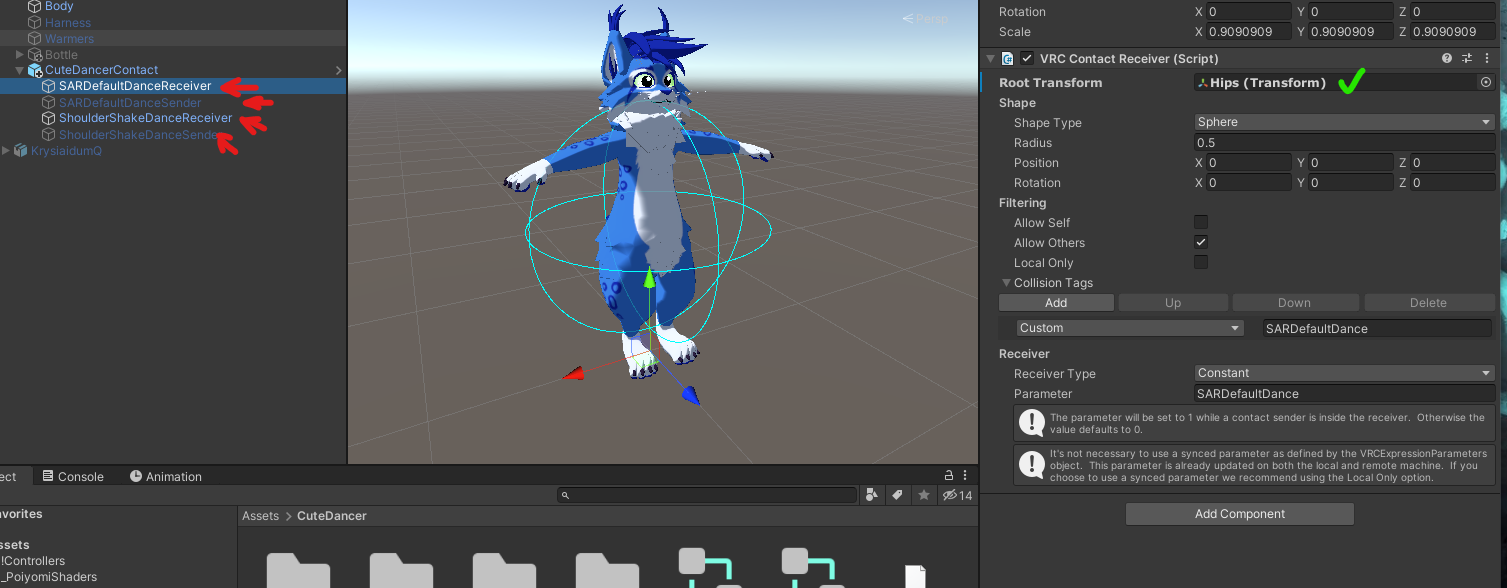 Body
Harness
Warmers
Bottle
CuteDancerContact
SARDefaultDanceReceiver
SARDefaultDanceSender
ShoulderShakeDanceReceiver
ShoulderShakeDanceSende
KrysiaidumQ
Persp
Rotation X 0 Y 0 Z 0
Scale X 0.9090909 Y 0.9090909 Z 0.9090909
VRC Contact Receiver (Script)
Root Transform Hips (Transform)
Shape
Shape Type Sphere
Radius 0.5
Position X 0 Y 0 Z 0
Rotation X 0 Y 0 Z 0
Filtering
Allow Self
Allow Others
Local Only
Collision Tags
Add Up Down Delete
Custom SARDefaultDance
Receiver
Receiver Type Constant
Parameter SARDefaultDance
The parameter will be set to 1 while a contact sender is inside the receiver. Otherwise the
value defaults to 0.
It's not necessary to use a synced parameter as defined by the VRCExpressionParameters
object. This parameter is already updated on both the local and remote machine. If you
choose to use a synced parameter we recommend using the Local Only option.
Add Component
ect Console Animation
14
avorites
Assets > CuteDancer
ssets
!Controllers
_PoiyomiShaders